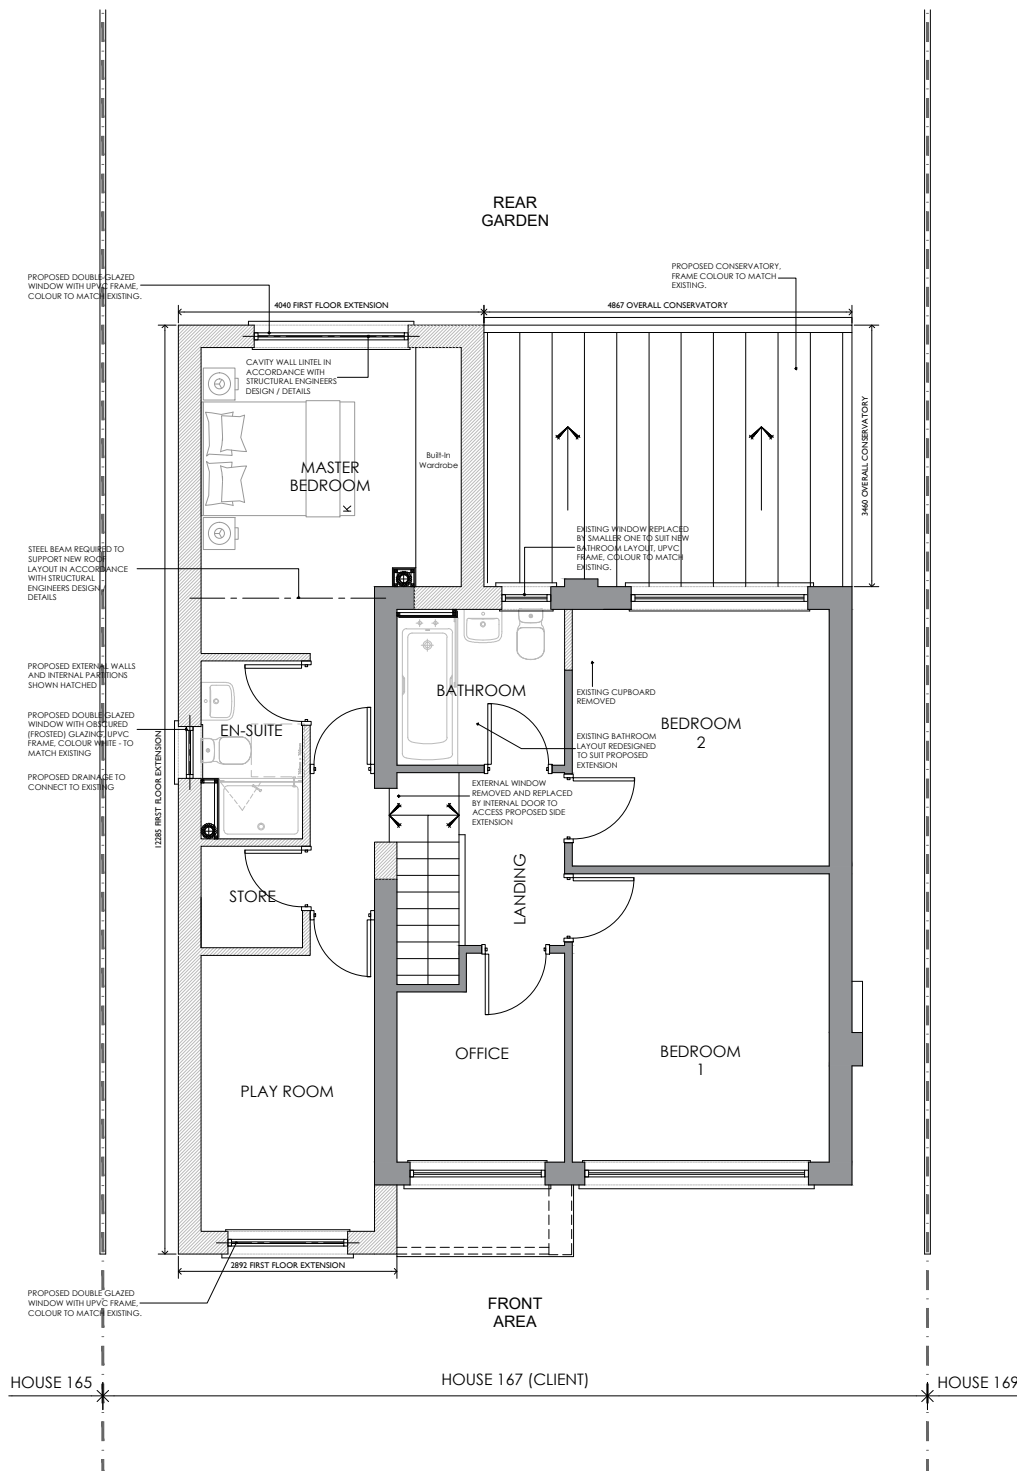 REAR
GARDEN
PROPOSED DOUBLE-GLAZED
WINDOW WITH UPVC FRAME,
COLOUR TO MATCH EXISTING.
PROPOSED CONSERVATORY,
FRAME COLOUR TO MATCH
EXISTING.
4040 FIRST FLOOR EXTENSION
4867 OVERALL CONSERVATORY
CAVITY WALL LINTEL IN
ACCORDANCE WITH
STRUCTURAL ENGINEERS
DESIGN / DETAILS
3460 OVERALL CONSERVATORY
Built-In
Wardrobe
MASTER
BEDROOM
K
EXISTING WINDOW REPLACED
BY SMALLER ONE TO SUIT NEW
BATHROOM LAYOUT, UPVC
FRAME, COLOUR TO MATCH
EXISTING.
STEEL BEAM REQUIRED TO
SUPPORT NEW ROOF
LAYOUT IN ACCORDANCE
WITH STRUCTURAL
ENGINEERS DESIGN /
DETAILS
PROPOSED EXTERNAL WALLS
AND INTERNAL PARTITIONS
SHOWN HATCHED
BATHROOM
EXISTING CUPBOARD
REMOVED
PROPOSED DOUBLE GLAZED
WINDOW WITH OBSCURED
(FROSTED) GLAZING, UPVC
FRAME, COLOUR WHITE - TO
MATCH EXISTING
EN-SUITE
BEDROOM
2
EXISTING BATHROOM
LAYOUT REDESIGNED
TO SUIT PROPOSED
EXTENSION
PROPOSED DRAINAGE TO
CONNECT TO EXISTING
12285 FIRST FLOOR EXTENSION
EXTERNAL WINDOW
REMOVED AND REPLACED
BY INTERNAL DOOR TO
ACCESS PROPOSED SIDE
EXTENSION
STORE
LANDING
OFFICE
BEDROOM
1
PLAY ROOM
2892 FIRST FLOOR EXTENSION
PROPOSED DOUBLE GLAZED
WINDOW WITH UPVC FRAME,
COLOUR TO MATCH EXISTING.
FRONT
AREA
HOUSE 165
HOUSE 167 (CLIENT)
HOUSE 169